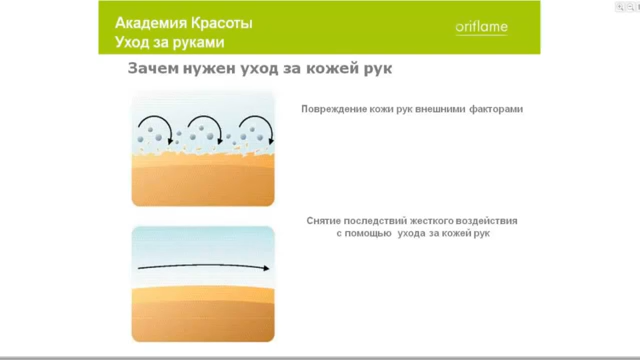 Академия Красоты
Уход за руками
oriflame
Зачем нужен уход за кожей рук
Повреждение кожи рук внешними факторами
Снятие последствий жесткого воздействия
с помощью ухода за кожей рук